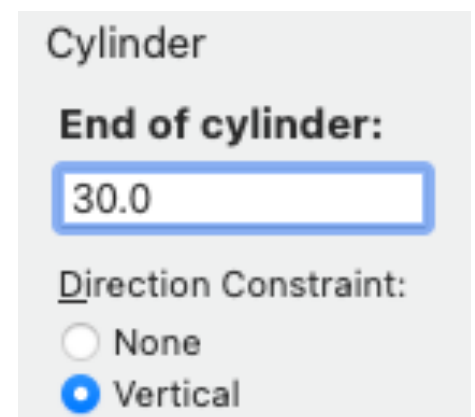 Cylinder
End of cylinder:
30.0
Direction Constraint:
None
Vertical